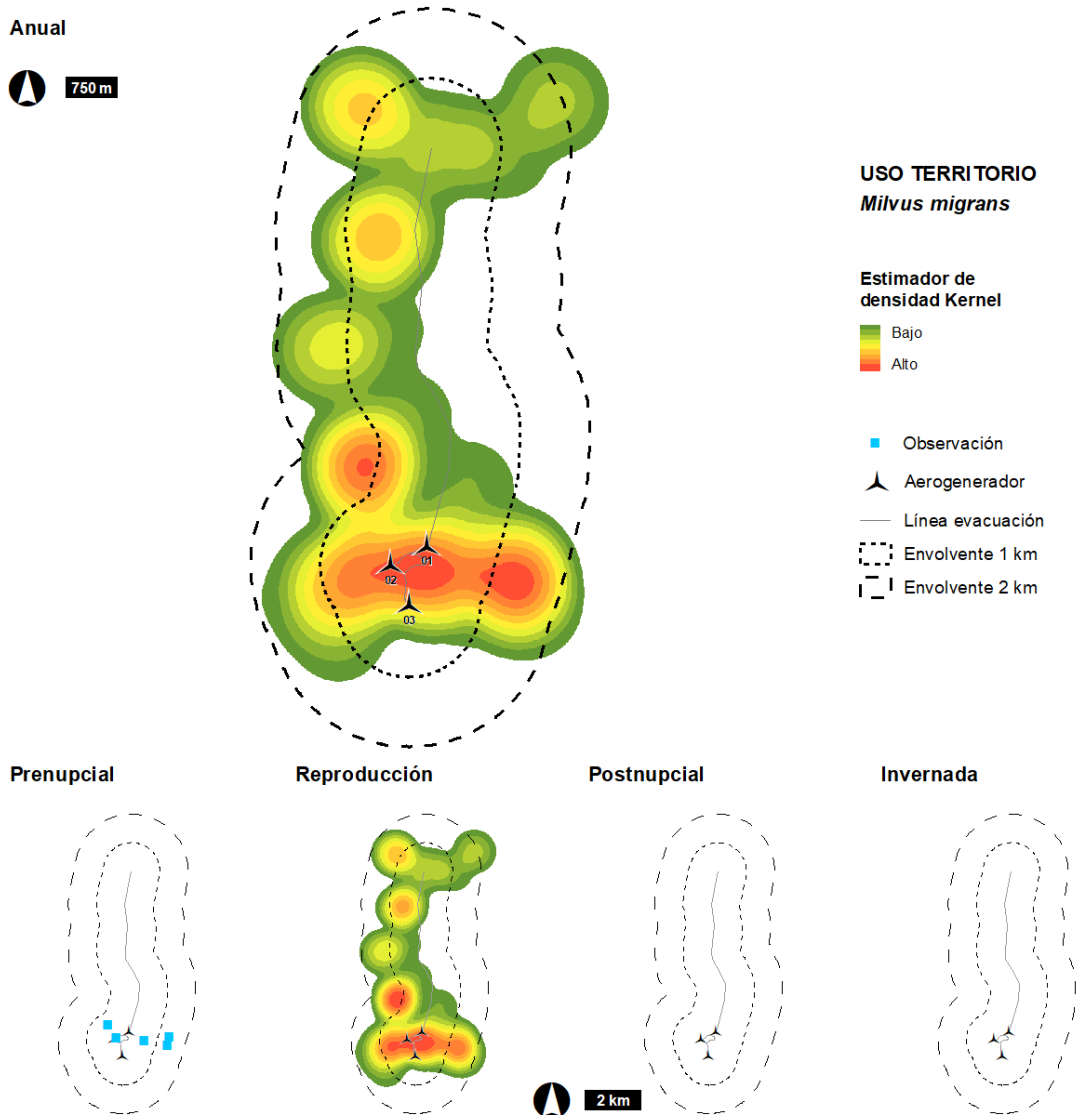 Anual
750 m
USO TERRITORIO
Milvus migrans
Estimador de
densidad Kernel
Bajo
Alto
Observación
Aerogenerador
Línea evacuación
Envolvente 1 km
Envolvente 2 km
01
02
03
Prenupcial
Reproducción
Postnupcial
Invernada
2 km